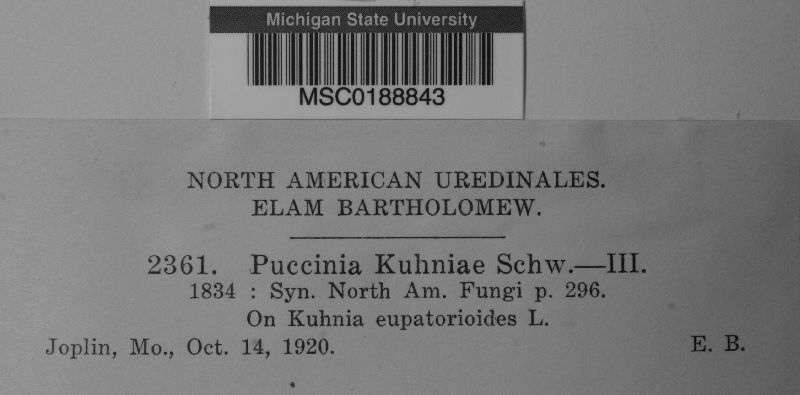 Michigan State University
MSC0188843
NORTH AMERICAN UREDINALES.
ELAM BARTHOLOMEW.
2361. Puccinia Kuhniae Schw.—III.
1834 : Syn. North Am. Fungi p. 296.
On Kuhnia eupatorioides L.
Joplin, Mo., Oct. 14, 1920. E. B.